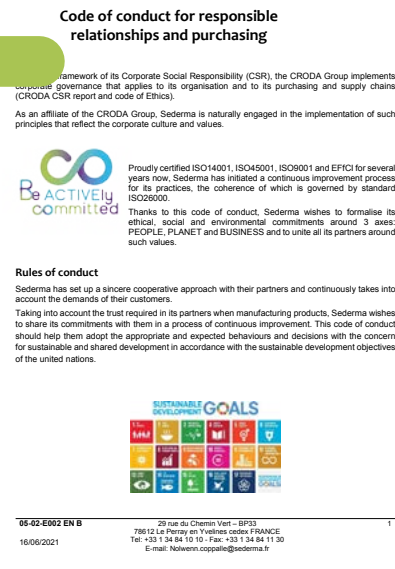 Code of conduct for responsible
relationships and purchasing
framework of its Corporate Social Responsibility (CSR), the CRODA Group implements
corporate governance that applies to its organisation and to its purchasing and supply chains
(CRODA CSR report and code of Ethics).
As an affiliate of the CRODA Group, Sederma is naturally engaged in the implementation of such
principles that reflect the corporate culture and values.
Be ACTIVEly
committed
Proudly certified ISO14001, ISO45001, ISO9001 and EFfCI for several
years now, Sederma has initiated a continuous improvement process
for its practices, the coherence of which is governed by standard
ISO26000.
Thanks to this code of conduct, Sederma wishes to formalise its
ethical, social and environmental commitments around 3 axes:
PEOPLE, PLANET and BUSINESS and to unite all its partners around
such values.
Rules of conduct
Sederma has set up a sincere cooperative approach with their partners and continuously takes into
account the demands of their customers.
Taking into account the trust required in its partners when manufacturing products, Sederma wishes
to share its commitments with them in a process of continuous improvement. This code of conduct
should help them adopt the appropriate and expected behaviours and decisions with the concern
for sustainable and shared development in accordance with the sustainable development objectives
of the united nations.
SUSTAINABLE
DEVELOPMENT GOALS
05-02-E002 EN B
29 rue du Chemin Vert – BP33
1
78612 Le Perray en Yvelines cedex FRANCE
16/06/2021
Tel: +33 1 34 84 10 10 - Fax: +33 1 34 84 11 30
E-mail: Nolwenn.coppalle@sederma.fr